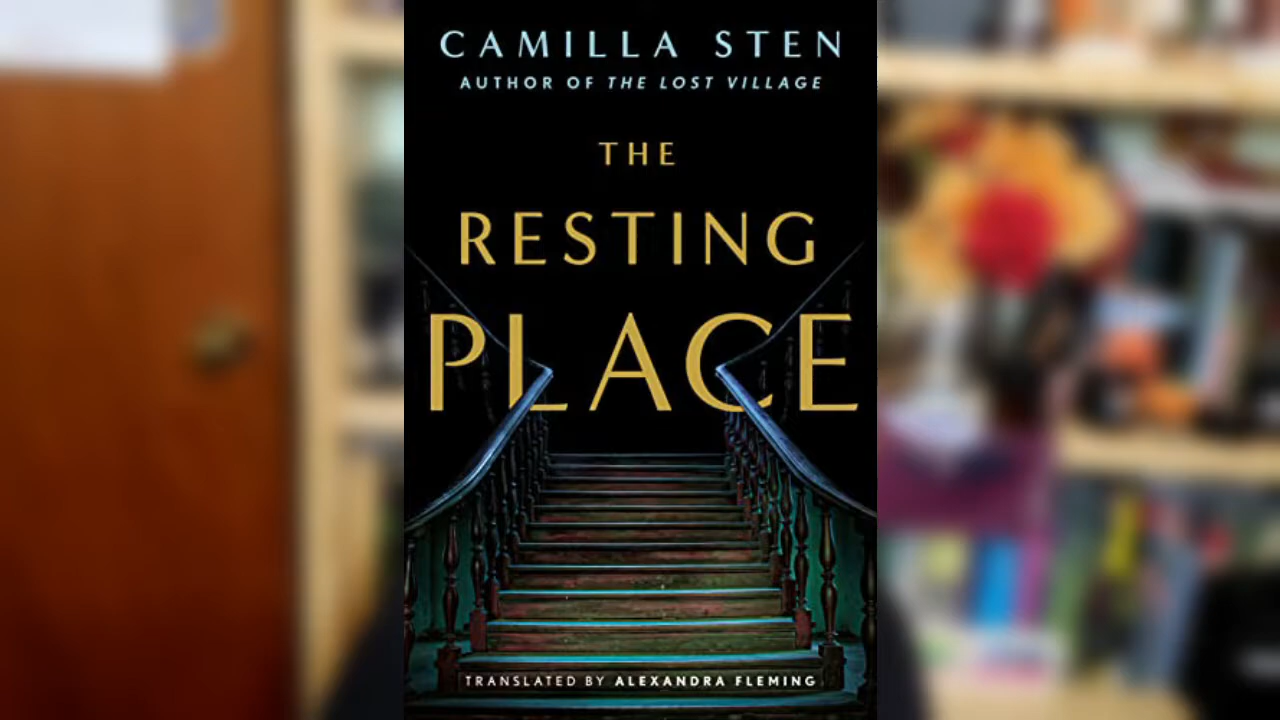 CAMILLA STEN
AUTHOR OF THE LOST VILLAGE
THE
RESTING
PLACE
TRANSLATED BY ALEXANDRA FLEMING